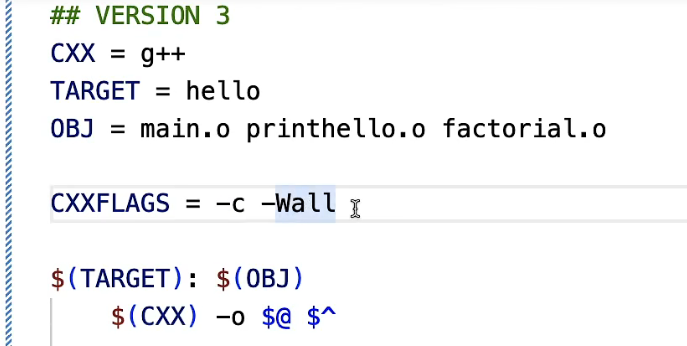 ## VERSION 3
CXX = g++
TARGET = hello
OBJ = main.o printhello.o factorial.o
CXXFLAGS = -c -Wall
$(TARGET): $(OBJ)
$(CXX) -o $@ $^